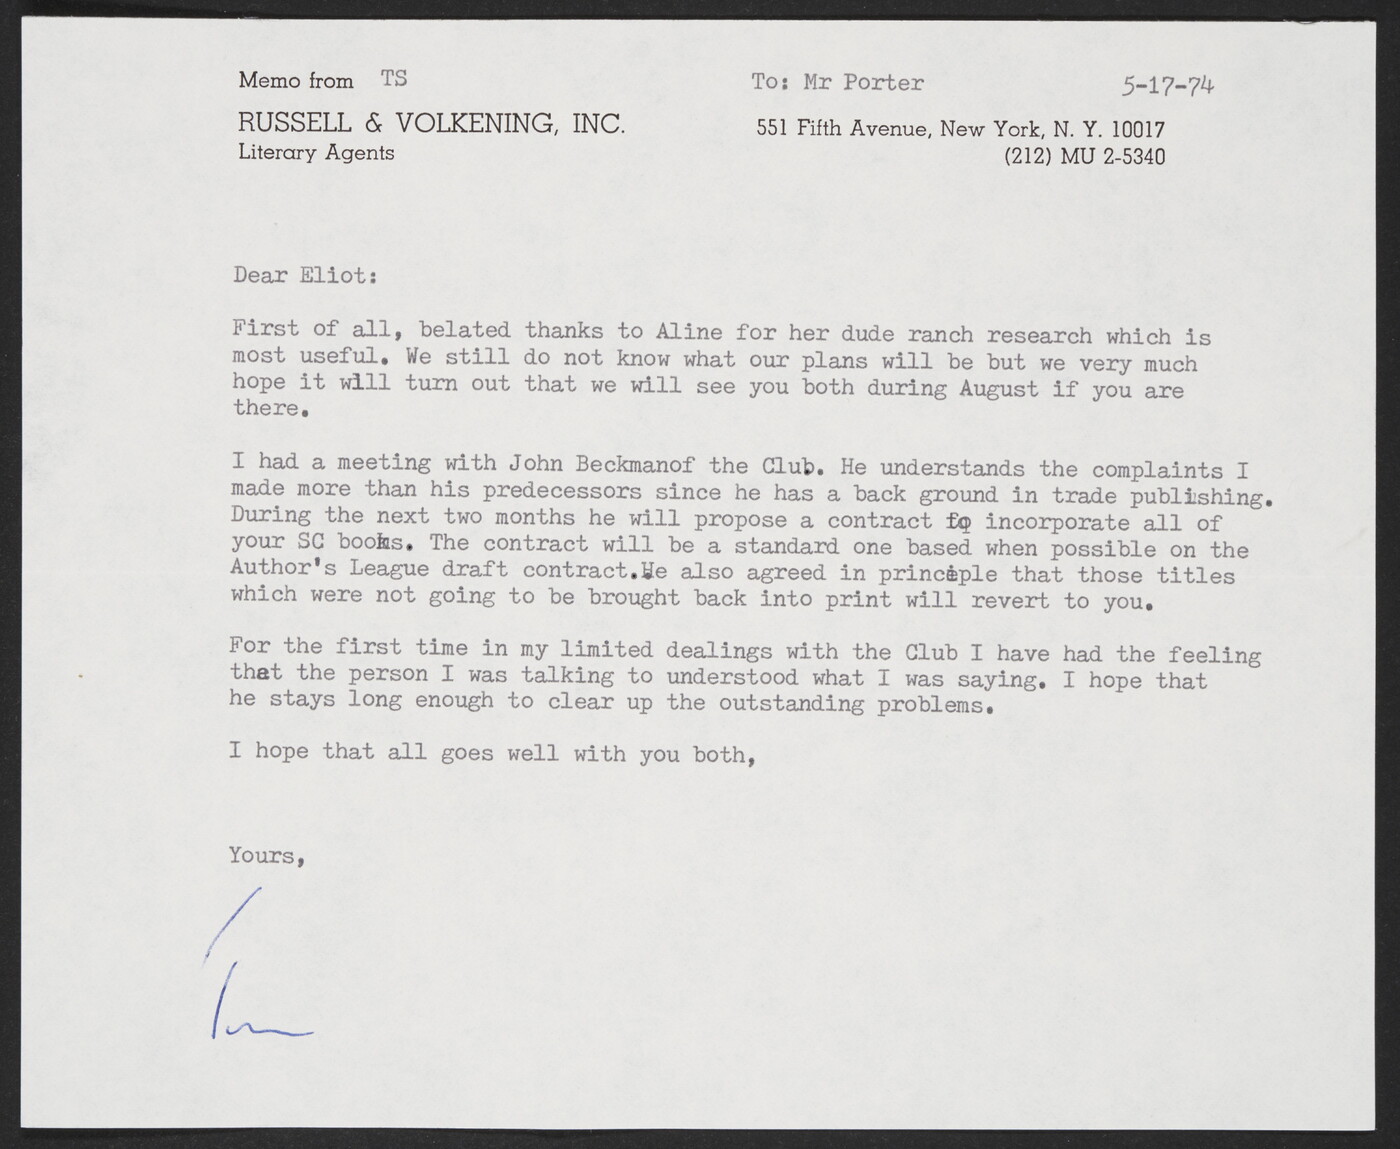 Memo from TS To: Mr Porter 5-17-74
RUSSELL & VOLKENING, INC. 551 Fifth Avenue, New York, N. Y. 10017
Literary Agents (212) MU 2-5340
Dear Eliot:
First of all, belated thanks to Aline for her dude ranch research which is
most useful. We still do not know what our plans will be but we very much
hope it will turn out that we will see you both during August if you are
there.
I had a meeting with John Beckmanof the Club. He understands the complaints I
made more than his predecessors since he has a back ground in trade publishing.
During the next two months he will propose a contract to incorporate all of
your SC books. The contract will be a standard one based when possible on the
Author's League draft contract.He also agreed in principle that those titles
which were not going to be brought back into print will revert to you.
For the first time in my limited dealings with the Club I have had the feeling
that the person I was talking to understood what I was saying. I hope that
he stays long enough to clear up the outstanding problems.
I hope that all goes well with you both,
Yours,